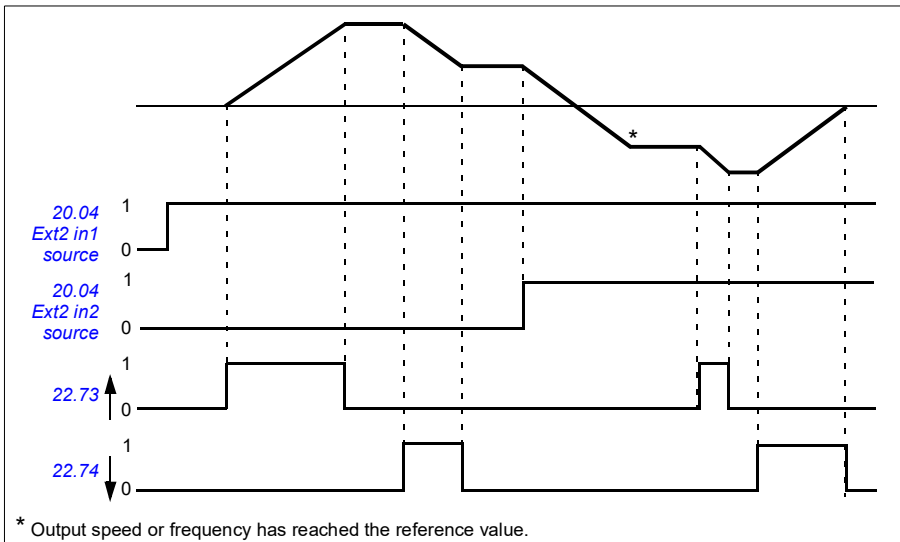 *
20.04
Ext2 in1
source
1
0
20.04
Ext2 in2
source
1
0
22.73
1
0
22.74
1
0
* Output speed or frequency has reached the reference value.